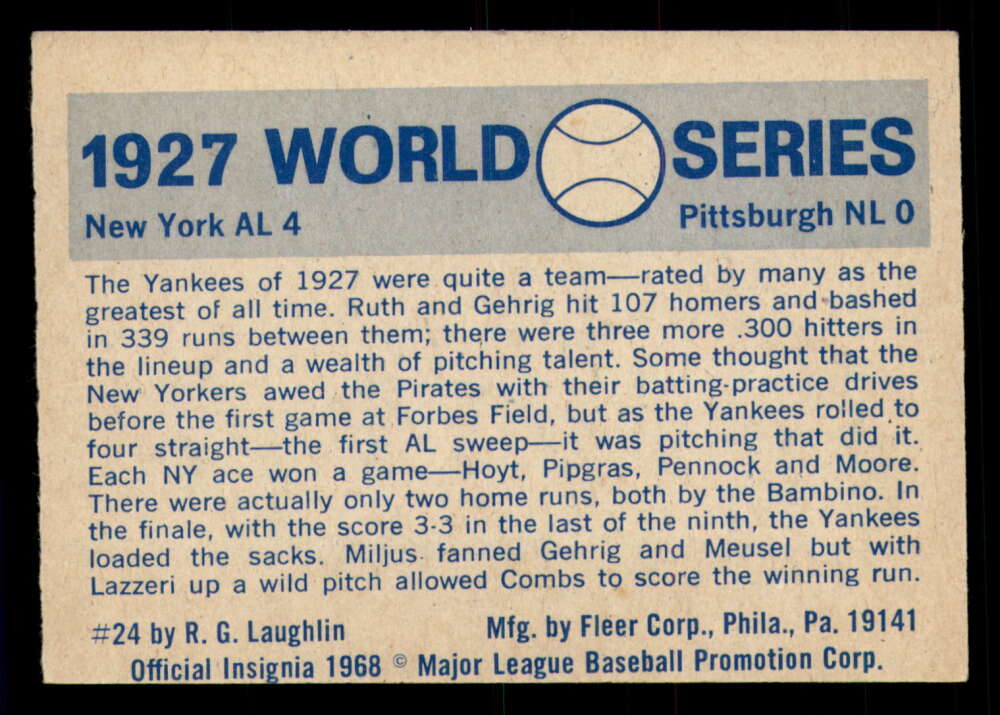 1927 WORLD SERIES
New York AL 4 Pittsburgh NL 0
The Yankees of 1927 were quite a team—rated by many as the
greatest of all time. Ruth and Gehrig hit 107 homers and bashed
in 339 runs between them; there were three more .300 hitters in
the lineup and a wealth of pitching talent. Some thought that the
New Yorkers awed the Pirates with their batting-practice drives
before the first game at Forbes Field, but as the Yankees rolled to
four straight—the first AL sweep—it was pitching that did it.
Each NY ace won a game—Hoyt, Pipgras, Pennock and Moore.
There were actually only two home runs, both by the Bambino. In
the finale, with the score 3-3 in the last of the ninth, the Yankees
loaded the sacks. Miljus fanned Gehrig and Meusel but with
Lazzeri up a wild pitch allowed Combs to score the winning run.
#24 by R. G. Laughlin Mfg. by Fleer Corp., Phila., Pa. 19141
Official Insignia 1968 © Major League Baseball Promotion Corp.